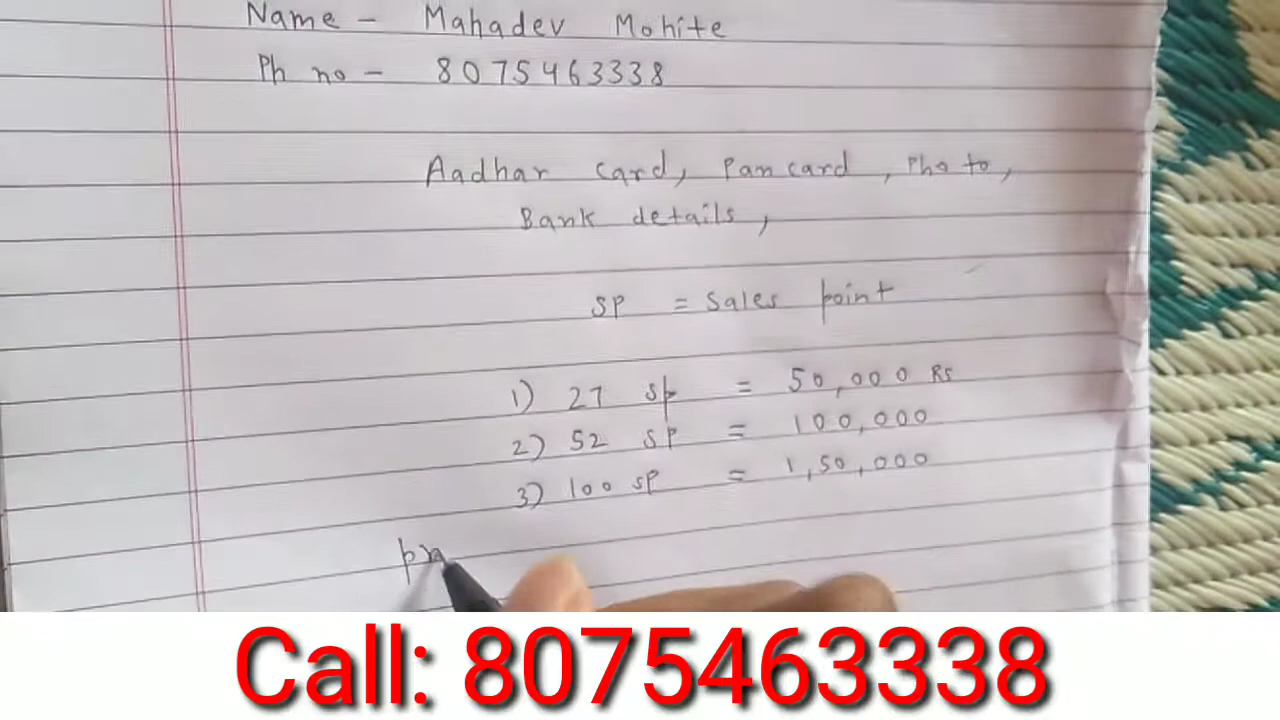 Name - Mahadev Mohite
Ph no - 8075463338
Aadhar card, Pan card, Photo,
Bank details,
SP = Sales point
1) 27 SP = 50,000 RS
2) 52 SP = 100,000
3) 100 SP = 1,50,000
Call: 8075463338